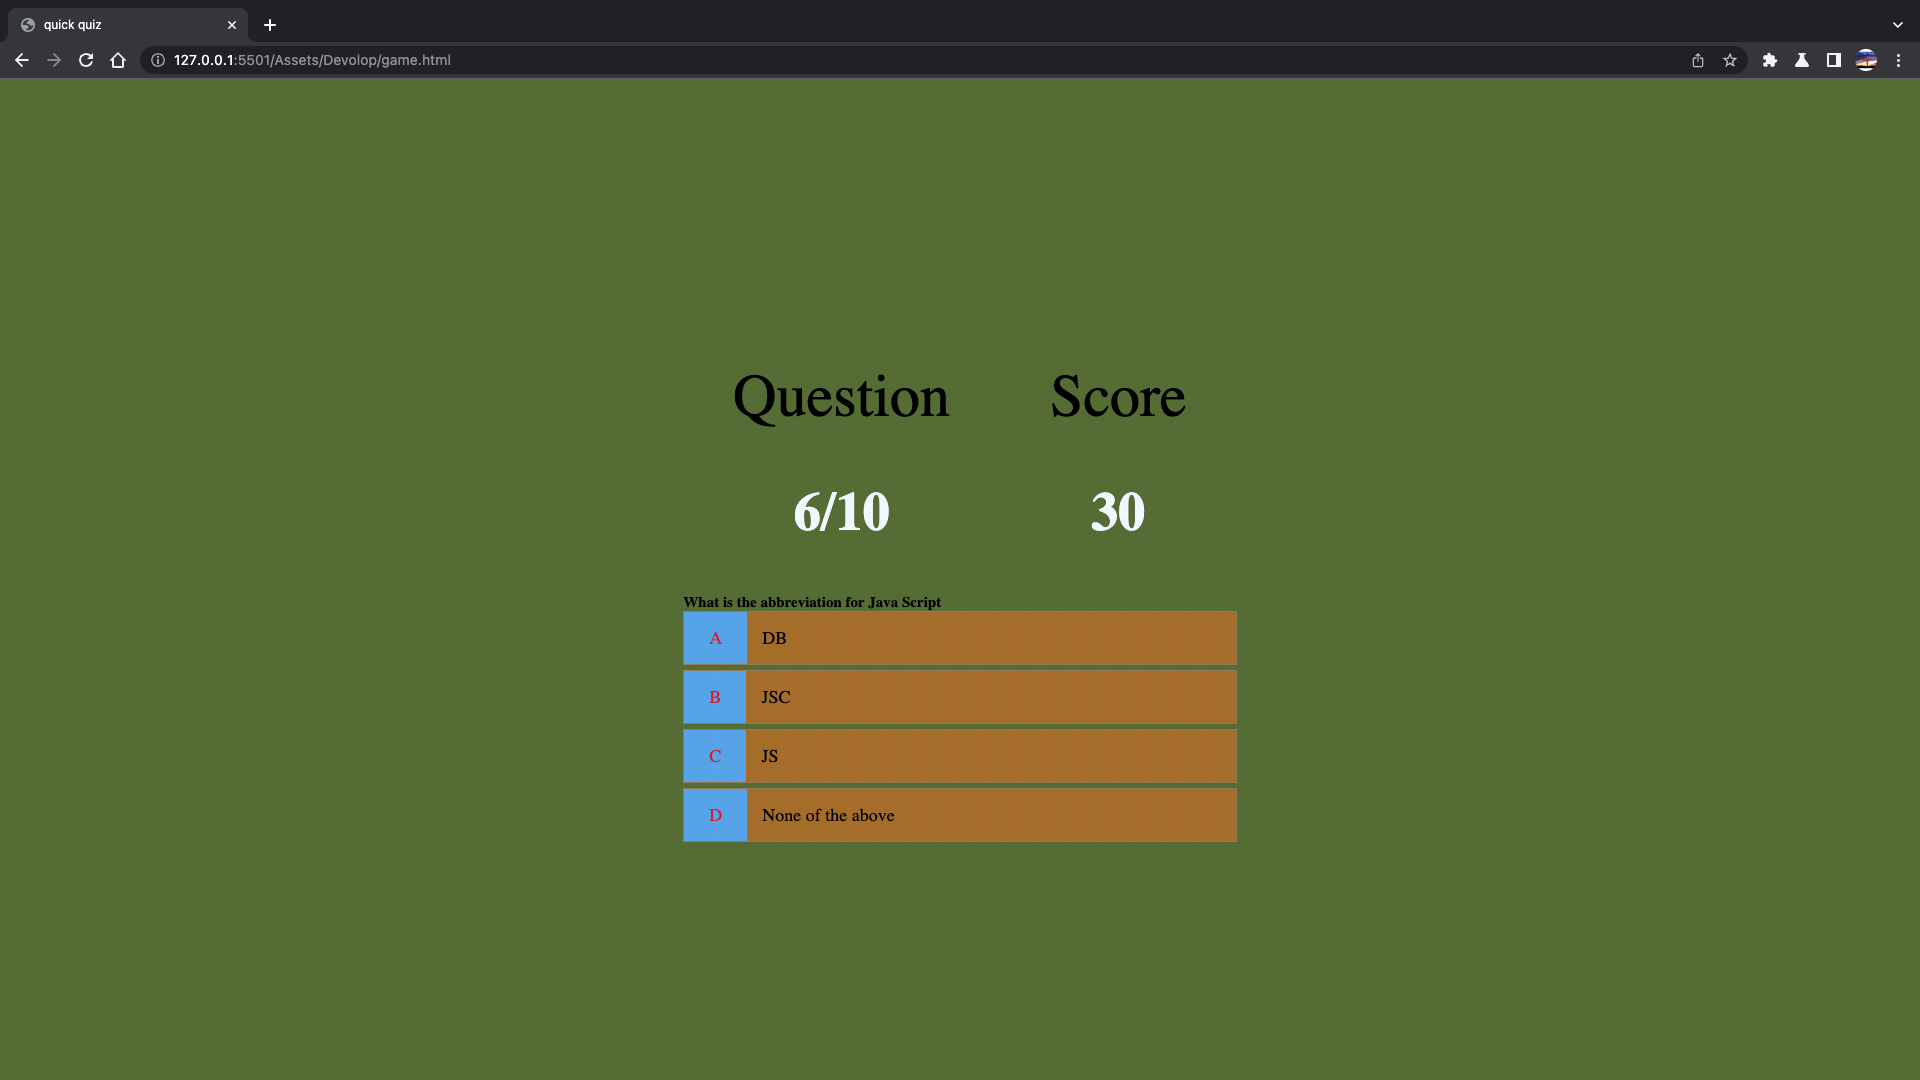 quick quiz
127.0.0.1:5501/Assets/Devolop/game.html
Question Score
6/10 30
What is the abbreviation for Java Script
A DB
B JSC
C JS
D None of the above